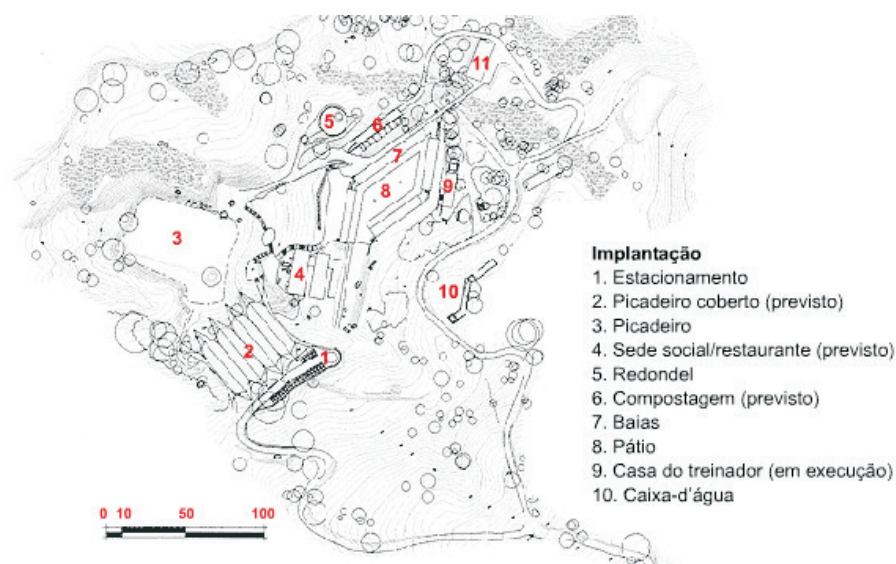 11
5
6
7
8
9
3
4
10
2
1
Implantação
1. Estacionamento
2. Picadeiro coberto (previsto)
3. Picadeiro
4. Sede social/restaurante (previsto)
5. Redondel
6. Compostagem (previsto)
7. Baias
8. Pátio
9. Casa do treinador (em execução)
10. Caixa-d'água
0 10 50 100